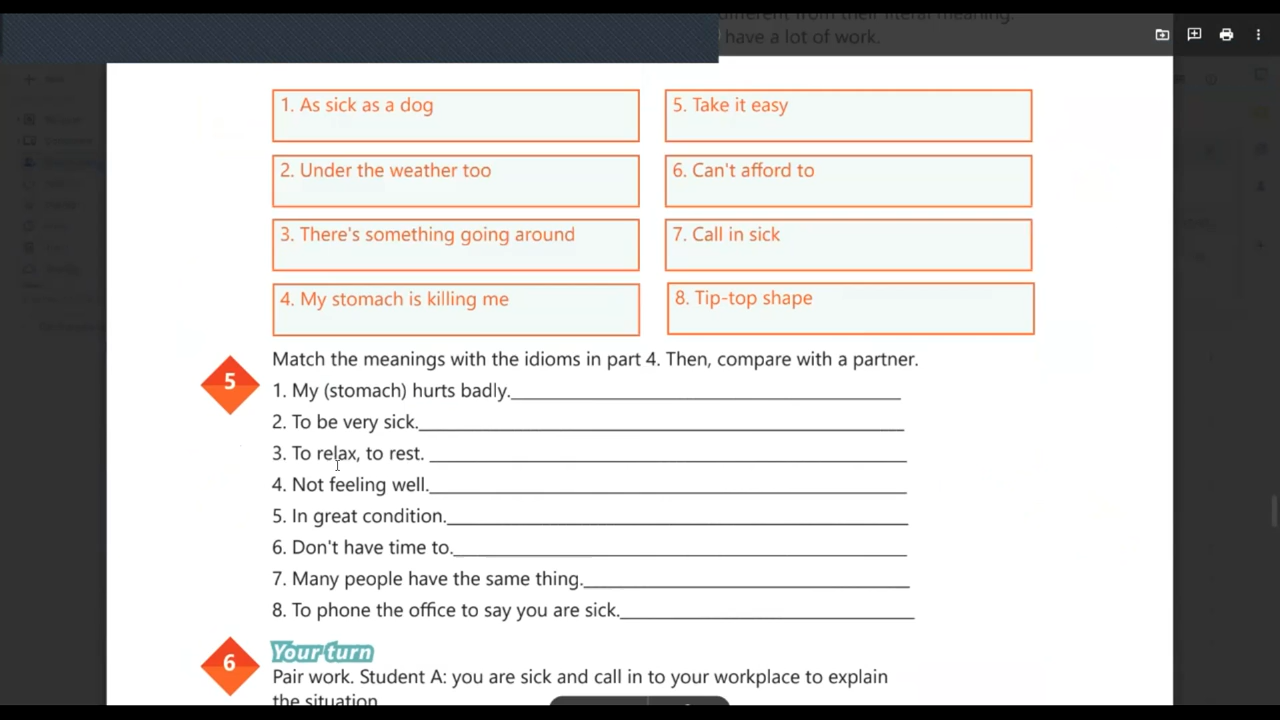 different from their literal meaning.
have a lot of work.
1. As sick as a dog
5. Take it easy
2. Under the weather too
6. Can't afford to
3. There's something going around
7. Call in sick
4. My stomach is killing me
8. Tip-top shape
5
Match the meanings with the idioms in part 4. Then, compare with a partner.
1. My (stomach) hurts badly.
2. To be very sick.
3. To relax, to rest.
4. Not feeling well.
5. In great condition.
6. Don't have time to.
7. Many people have the same thing.
8. To phone the office to say you are sick.
6
Your turn
Pair work. Student A: you are sick and call in to your workplace to explain
the situation